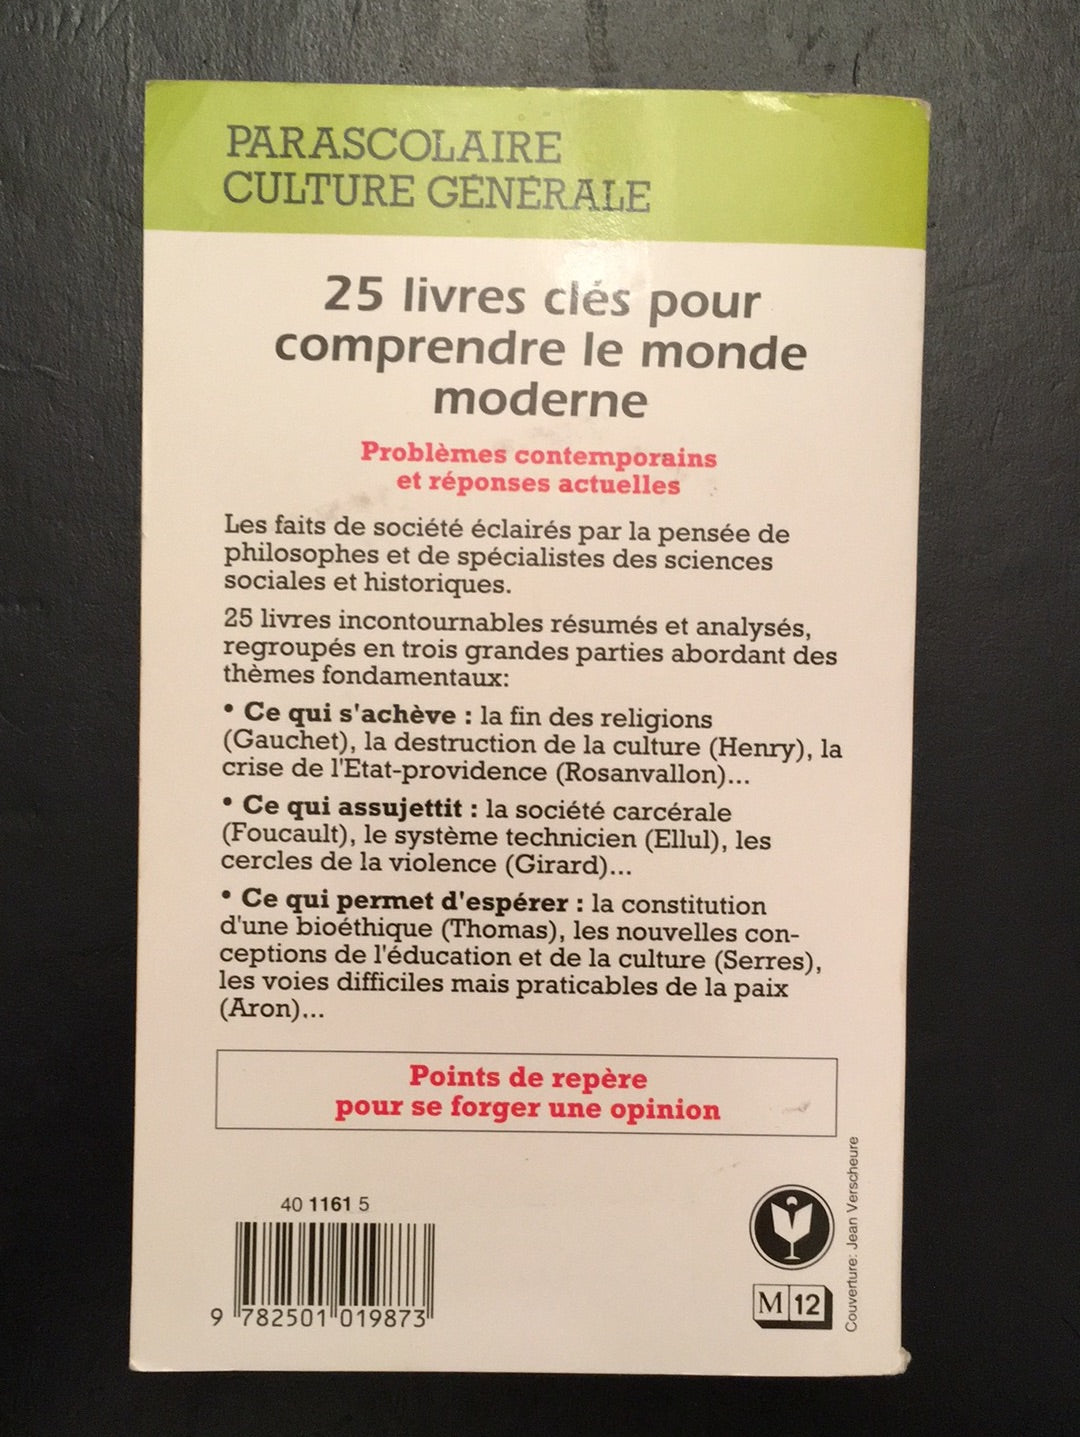 PARASCOLAIRE
CULTURE GÉNÉRALE
25 livres clés pour
comprendre le monde
moderne
Problèmes contemporains
et réponses actuelles
Les faits de société éclairés par la pensée de
philosophes et de spécialistes des sciences
sociales et historiques.
25 livres incontournables résumés et analysés,
regroupés en trois grandes parties abordant des
thèmes fondamentaux:
• Ce qui s'achève : la fin des religions
(Gauchet), la destruction de la culture (Henry), la
crise de l'Etat-providence (Rosanvallon)...
• Ce qui assujettit : la société carcérale
(Foucault), le système technicien (Ellul), les
cercles de la violence (Girard)...
• Ce qui permet d'espérer : la constitution
d'une bioéthique (Thomas), les nouvelles con-
ceptions de l'éducation et de la culture (Serres),
les voies difficiles mais praticables de la paix
(Aron)...
Points de repère
pour se forger une opinion
40 1161 5
9 782501 019873
M 12
Couverture: Jean Verscheure